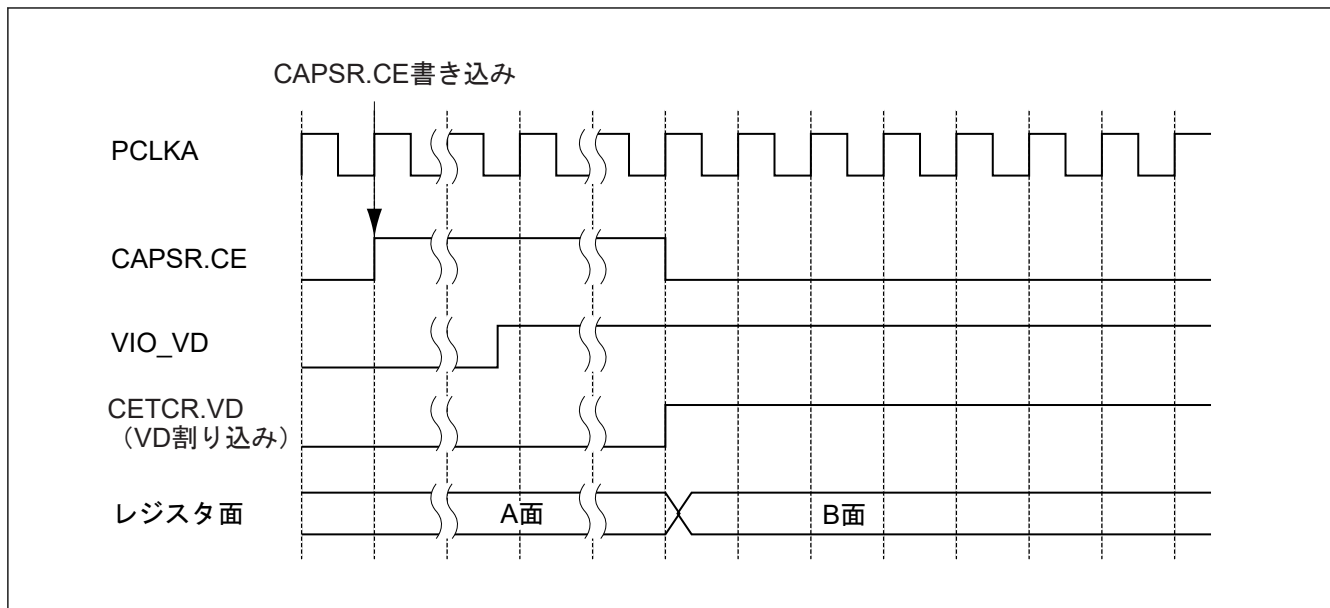 CAPSR.CE書き込み
PCLKA
CAPSR.CE
VIO_VD
CETCR.VD
（VD割り込み）
レジスタ面
A面
B面